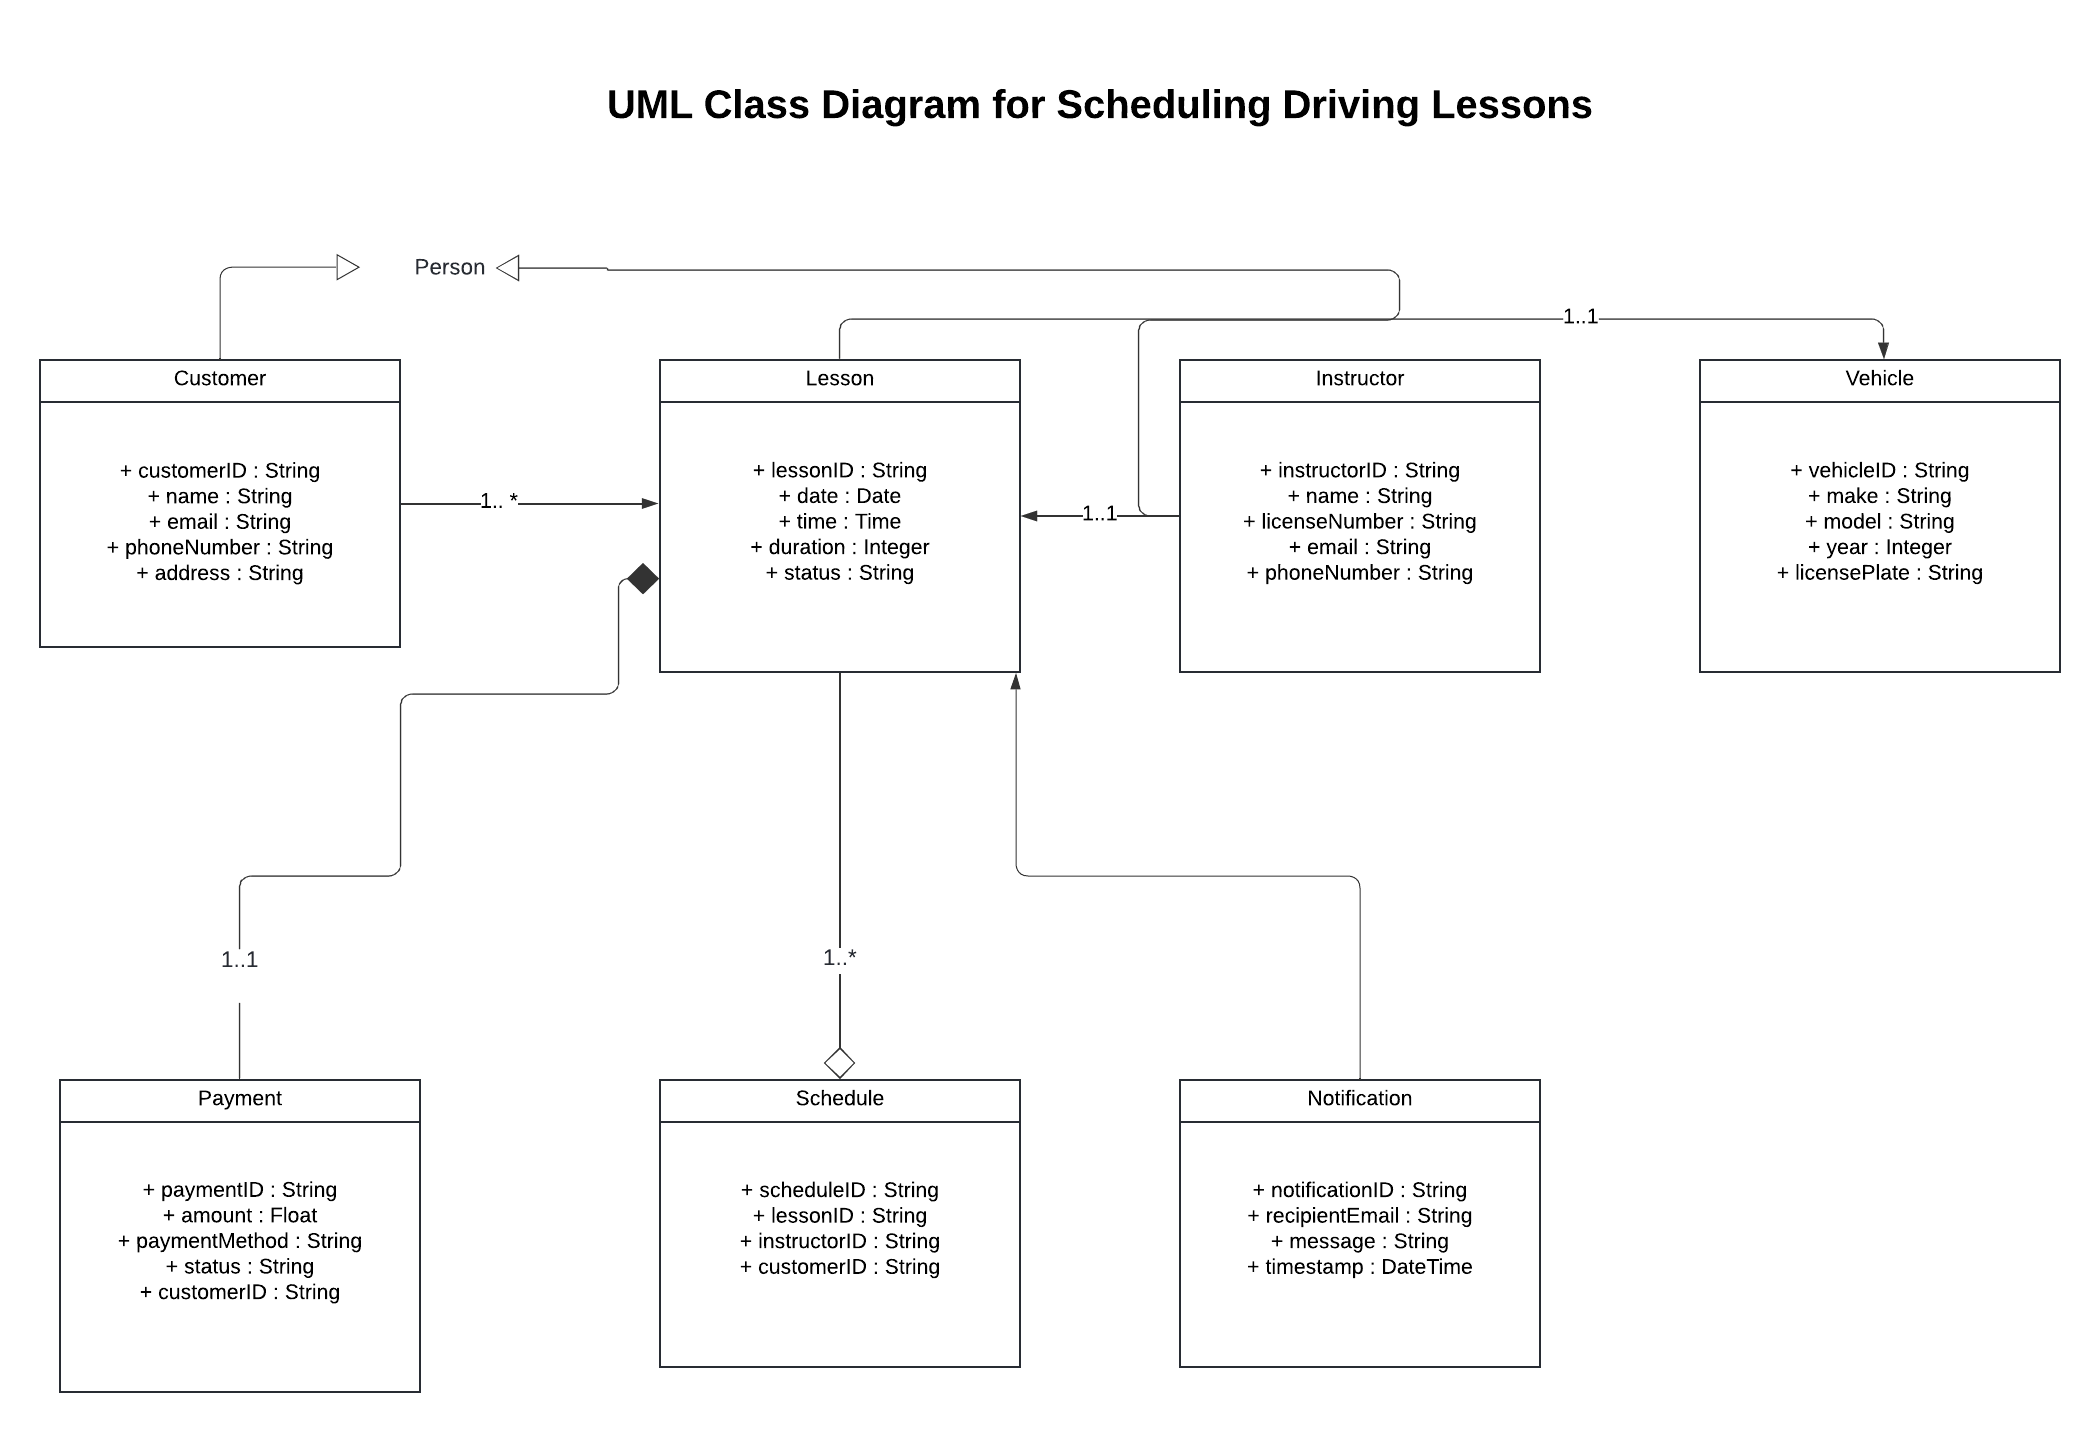 UML Class Diagram for Scheduling Driving Lessons
Person
1..1
Customer
+ customerID : String
+ name : String
+ email : String
+ phoneNumber : String
+ address : String
1.. *
Lesson
+ lessonID : String
+ date : Date
+ time : Time
+ duration : Integer
+ status : String
1..1
Instructor
+ instructorID : String
+ name : String
+ licenseNumber : String
+ email : String
+ phoneNumber : String
Vehicle
+ vehicleID : String
+ make : String
+ model : String
+ year : Integer
+ licensePlate : String
1..1
1..*
Payment
+ paymentID : String
+ amount : Float
+ paymentMethod : String
+ status : String
+ customerID : String
Schedule
+ scheduleID : String
+ lessonID : String
+ instructorID : String
+ customerID : String
Notification
+ notificationID : String
+ recipientEmail : String
+ message : String
+ timestamp : DateTime